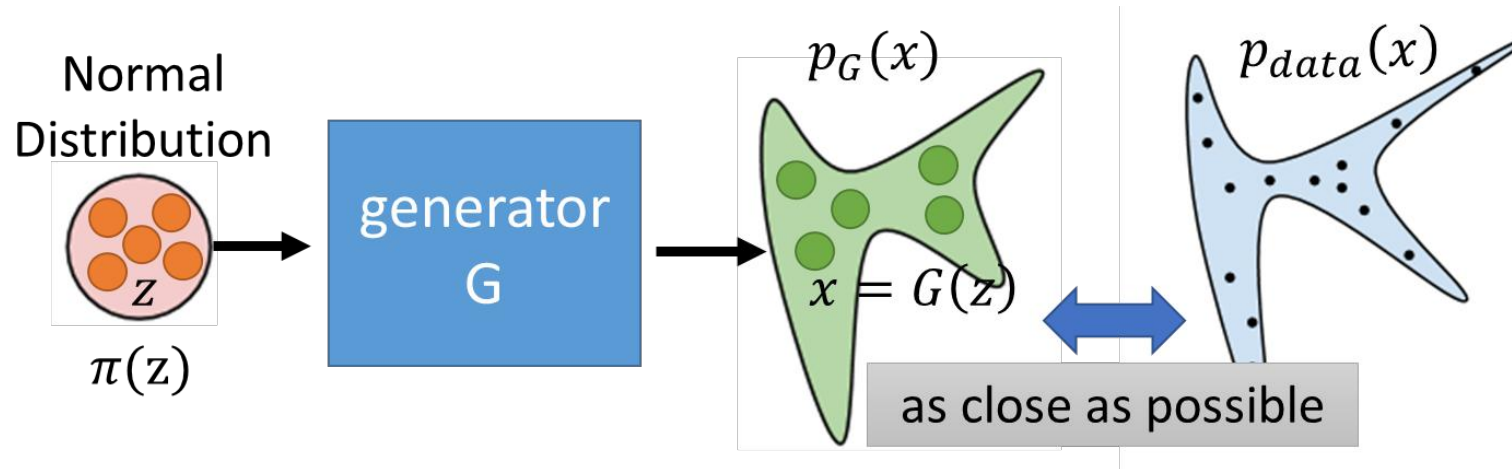 Normal
Distribution
z
π(z)
generator
G
p_G(x)
x = G(z)
p_data(x)
as close as possible